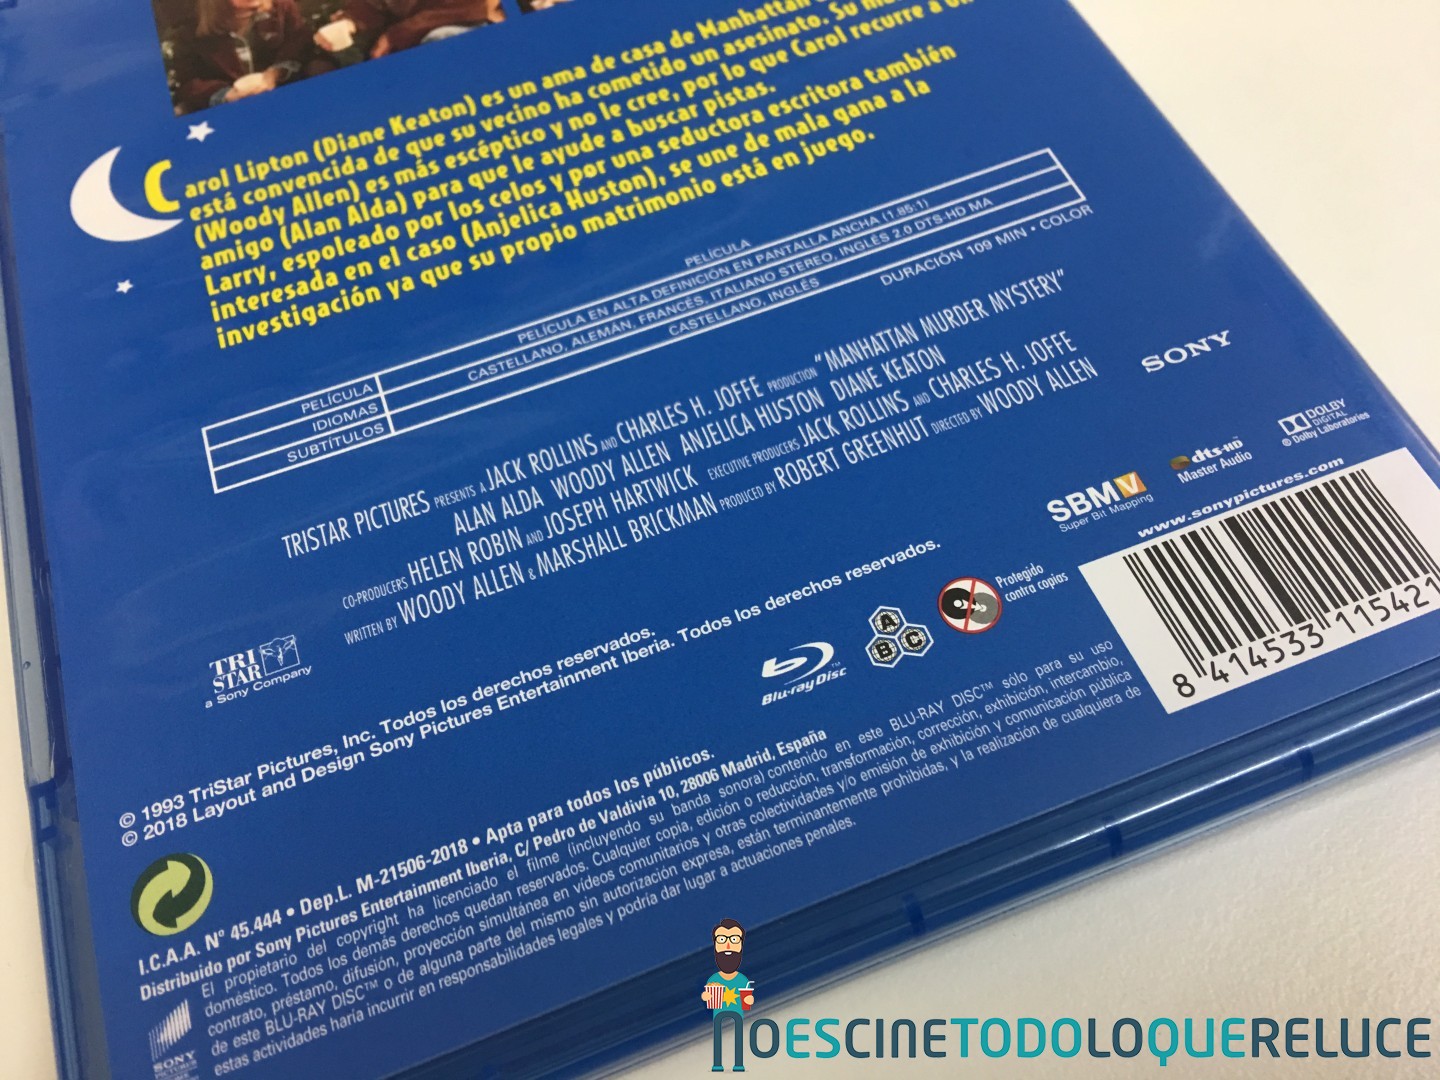 Carol Lipton (Diane Keaton) es un ama de casa de Manhattan
está convencida de que su vecino ha cometido un asesinato. Su
(Woody Allen) es más escéptico y no le cree, por lo que Carol recurre a un
amigo (Alan Alda) para que le ayude a buscar pistas.
Larry, espoleado por los celos y por una seductora escritora también
interesada en el caso (Anjelica Huston), se une de mala gana a la
investigación ya que su propio matrimonio está en juego.
PELÍCULA
PELÍCULA PELÍCULA EN ALTA DEFINICIÓN EN PANTALLA ANCHA (1.85:1)
IDIOMAS CASTELLANO, ALEMÁN, FRANCÉS, ITALIANO STEREO, INGLÉS 2.0 DTS-HD MA
SUBTÍTULOS CASTELLANO, INGLÉS
DURACIÓN 109 MIN • COLOR
TRISTAR PICTURES PRESENTS A JACK ROLLINS AND CHARLES H. JOFFE PRODUCTION "MANHATTAN MURDER MYSTERY"
ALAN ALDA WOODY ALLEN ANJELICA HUSTON DIANE KEATON
CO-PRODUCERS HELEN ROBIN AND JOSEPH HARTWICK EXECUTIVE PRODUCERS JACK ROLLINS AND CHARLES H. JOFFE
WRITTEN BY WOODY ALLEN & MARSHALL BRICKMAN PRODUCED BY ROBERT GREENHUT DIRECTED BY WOODY ALLEN
SONY
DOLBY
DIGITAL
© Dolby Laboratories
dts-HD
Master Audio
SBMV
Super Bit Mapping
www.sonypictures.com
8 414533 115421
TRI
STAR
a Sony Company
© 1993 TriStar Pictures, Inc. Todos los derechos reservados.
© 2018 Layout and Design Sony Pictures Entertainment Iberia. Todos los derechos reservados.
Blu-ray Disc
A
B C
Protegido
contra copias
I.C.A.A. Nº 45.444 • Dep.L. M-21506-2018 • Apta para todos los públicos.
Distribuido por Sony Pictures Entertainment Iberia, C/ Pedro de Valdivia 10, 28006 Madrid, España
El propietario del copyright ha licenciado el filme (incluyendo su banda sonora) contenido en este BLU-RAY DISC™ sólo para su uso
doméstico. Todos los demás derechos quedan reservados. Cualquier copia, edición o reducción, transformación, corrección, exhibición, intercambio,
contrato, préstamo, difusión, proyección simultánea en vídeos comunitarios y otras colectividades y/o emisión de exhibición y comunicación pública
de este BLU-RAY DISC™ o de alguna parte del mismo sin autorización expresa, están terminantemente prohibidas, y la realización de cualquiera de
estas actividades haría incurrir en responsabilidades legales y podría dar lugar a actuaciones penales.
SONY
PICTURES
NOESCINETODOLOQUERELUCE